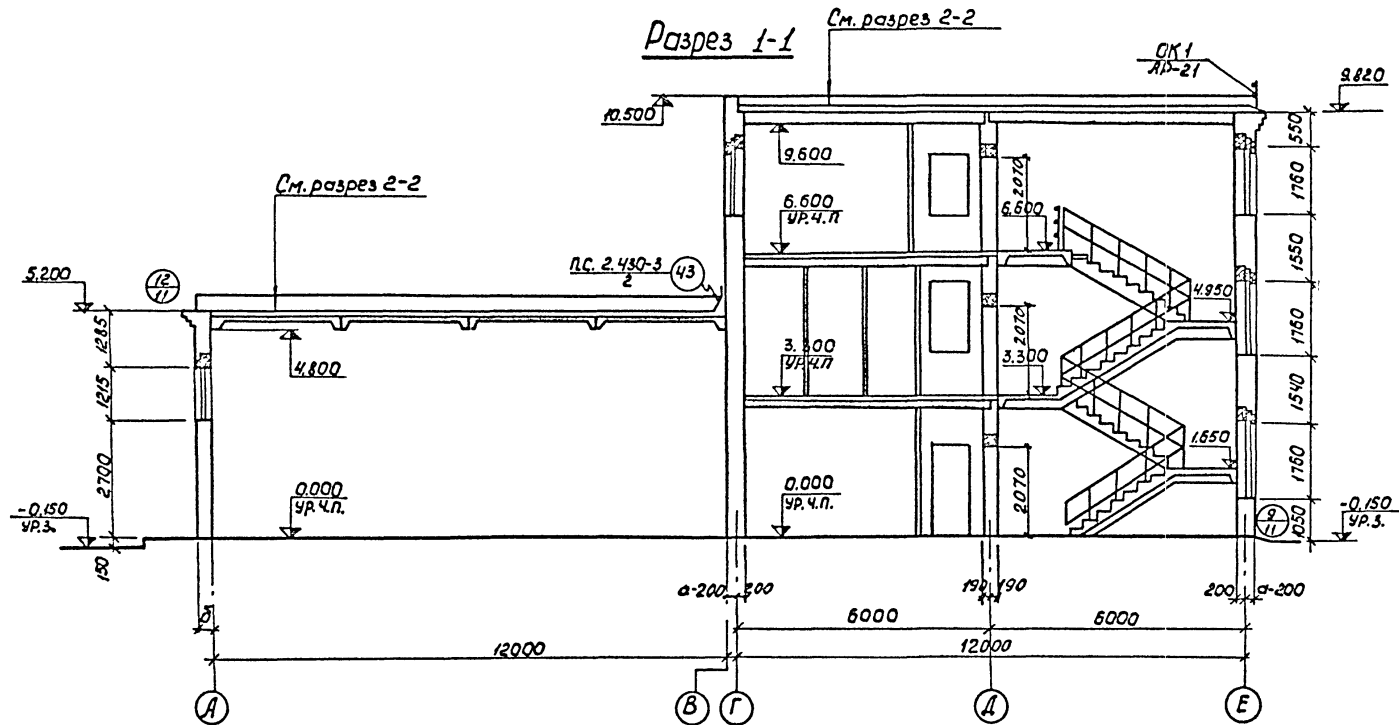 Разрез 1-1
См. разрез 2-2
ОК 1
АР-21
9.820
10.500
550
9.600
2070
1760
См. разрез 2-2
6.600
УР.Ч.П
6.600
П.С. 2.430-3
2
43
1550
5.200
12
11
4.950
1285
2070
1760
4.800
3.300
УР.Ч.П
3.300
1215
1540
2700
1.650
1760
0.000
УР.Ч.П.
0.000
УР.Ч.П.
2070
-0.150
УР.З.
9
11
1050
-0.150
УР.З.
150
а-200
200
190
190
200
а-200
б
6000
6000
12000
12000
А
В
Г
Д
Е